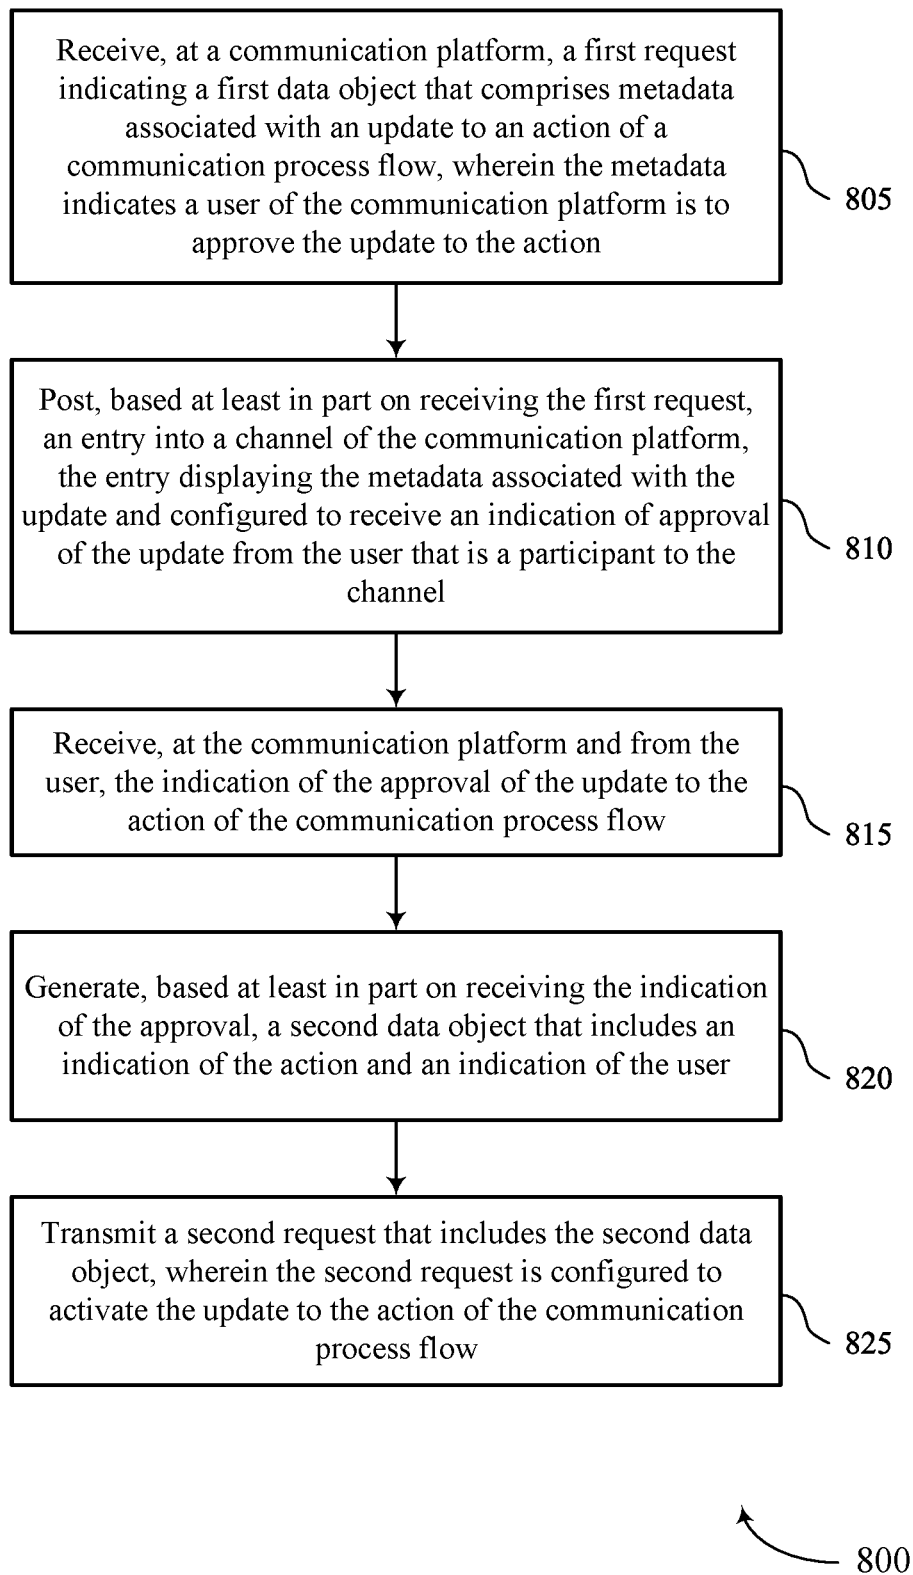 Receive, at a communication platform, a first request
indicating a first data object that comprises metadata
associated with an update to an action of a
communication process flow, wherein the metadata
indicates a user of the communication platform is to
approve the update to the action
805
Post, based at least in part on receiving the first request,
an entry into a channel of the communication platform,
the entry displaying the metadata associated with the
update and configured to receive an indication of approval
of the update from the user that is a participant to the
channel
810
Receive, at the communication platform and from the
user, the indication of the approval of the update to the
action of the communication process flow
815
Generate, based at least in part on receiving the indication
of the approval, a second data object that includes an
indication of the action and an indication of the user
820
Transmit a second request that includes the second data
object, wherein the second request is configured to
activate the update to the action of the communication
process flow
825
800